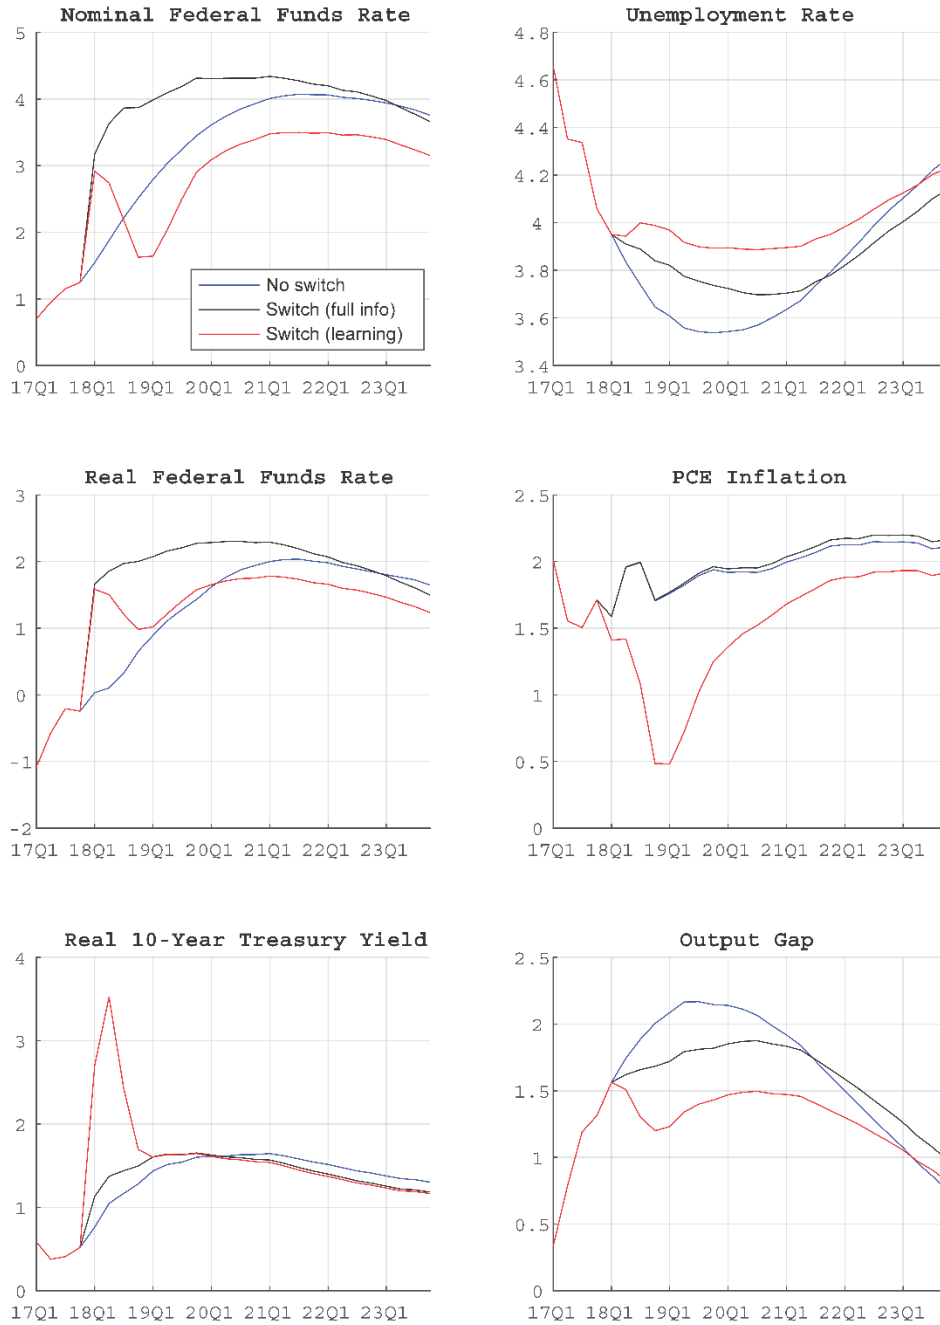 Nominal Federal Funds Rate
5
4
3
2
1
0
17Q1 18Q1 19Q1 20Q1 21Q1 22Q1 23Q1
No switch
Switch (full info)
Switch (learning)
Unemployment Rate
4.8
4.6
4.4
4.2
4
3.8
3.6
3.4
17Q1 18Q1 19Q1 20Q1 21Q1 22Q1 23Q1
Real Federal Funds Rate
3
2
1
0
-1
-2
17Q1 18Q1 19Q1 20Q1 21Q1 22Q1 23Q1
PCE Inflation
2.5
2
1.5
1
0.5
0
17Q1 18Q1 19Q1 20Q1 21Q1 22Q1 23Q1
Real 10-Year Treasury Yield
4
3
2
1
0
17Q1 18Q1 19Q1 20Q1 21Q1 22Q1 23Q1
Output Gap
2.5
2
1.5
1
0.5
0
17Q1 18Q1 19Q1 20Q1 21Q1 22Q1 23Q1